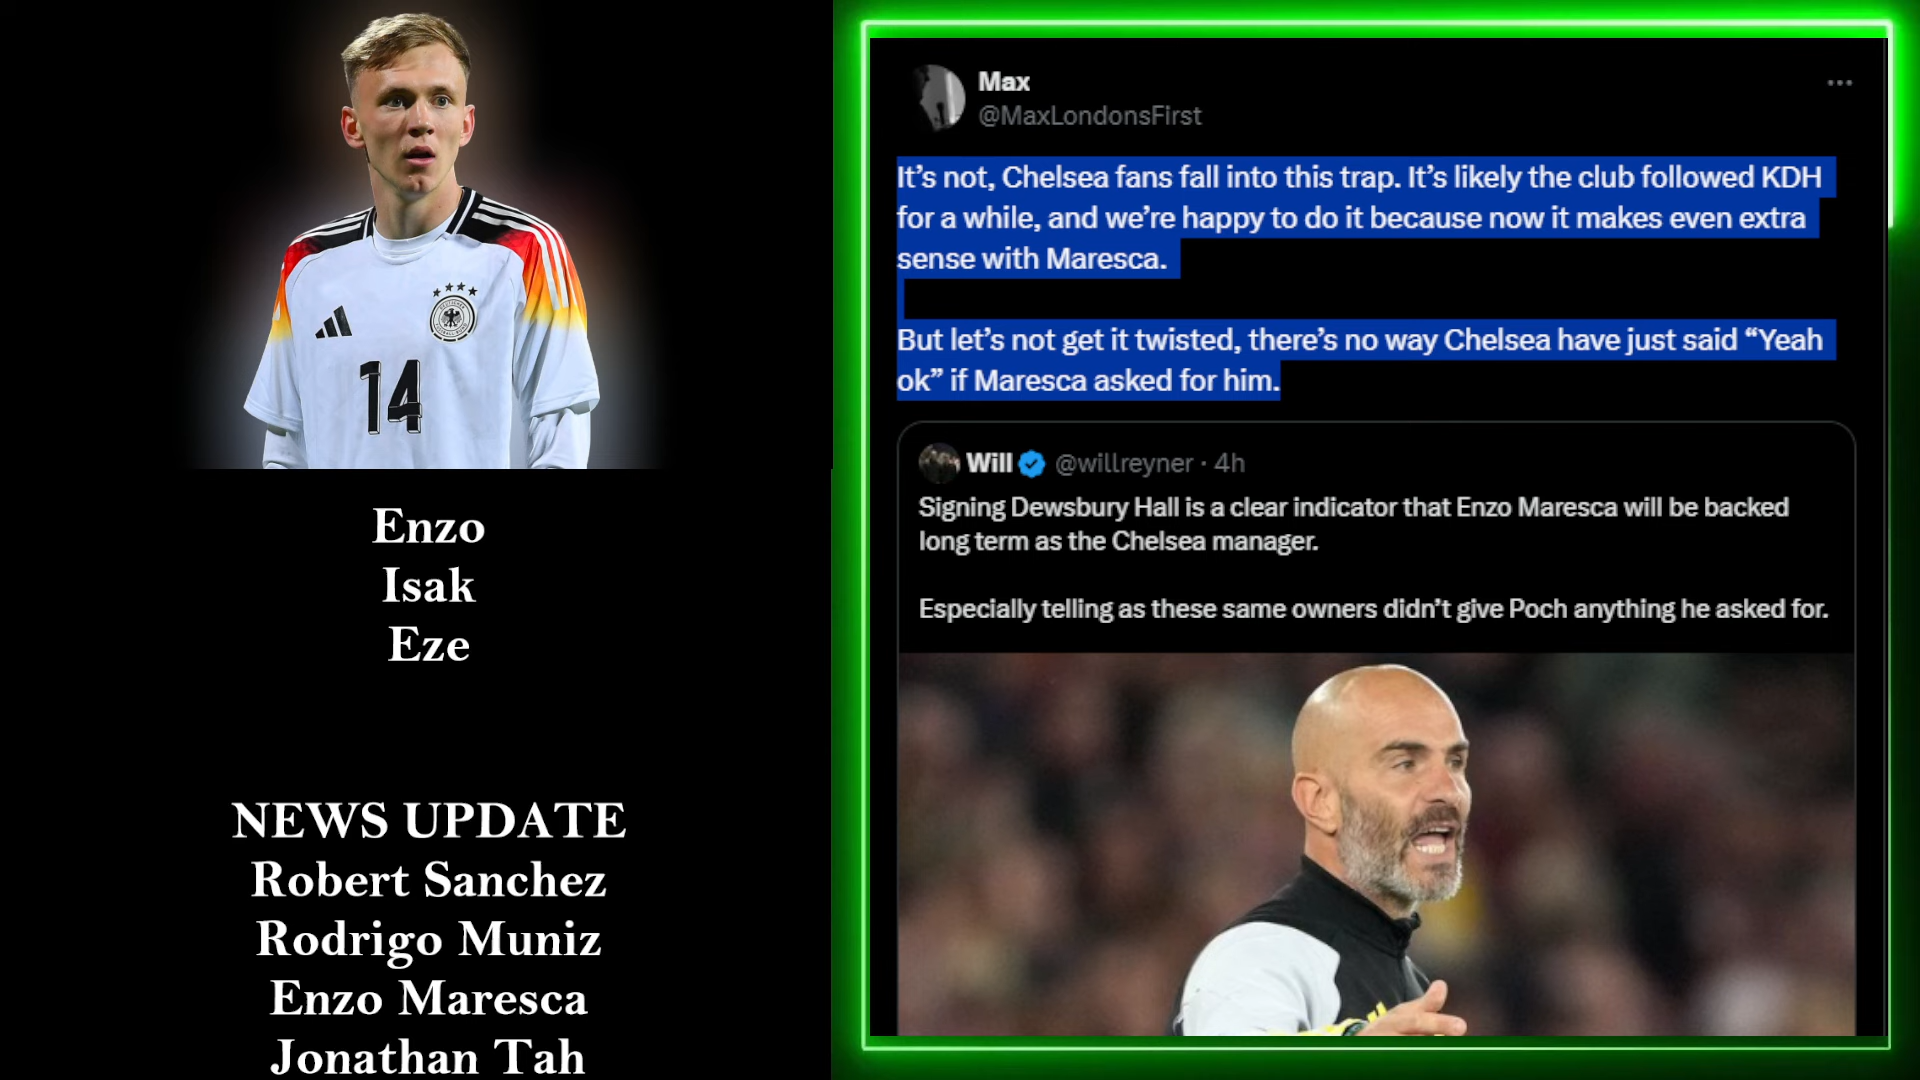 14
Enzo
Isak
Eze
NEWS UPDATE
Robert Sanchez
Rodrigo Muniz
Enzo Maresca
Jonathan Tah
Max
@MaxLondonsFirst
It’s not, Chelsea fans fall into this trap. It’s likely the club followed KDH
for a while, and we’re happy to do it because now it makes even extra
sense with Maresca.
But let’s not get it twisted, there’s no way Chelsea have just said “Yeah
ok” if Maresca asked for him.
Will @willreyner · 4h
Signing Dewsbury Hall is a clear indicator that Enzo Maresca will be backed
long term as the Chelsea manager.
Especially telling as these same owners didn’t give Poch anything he asked for.